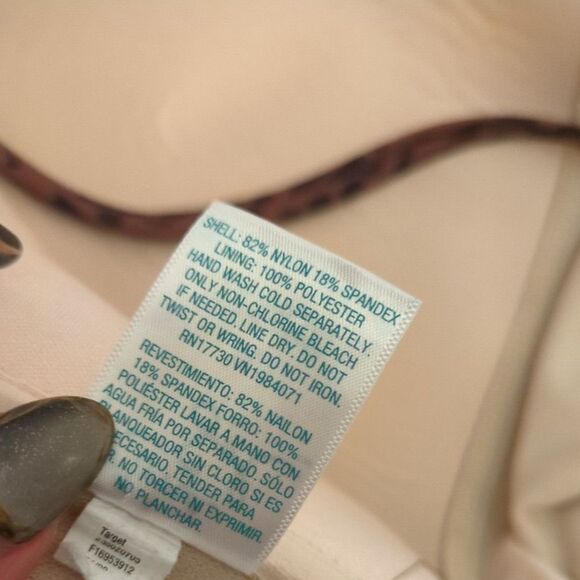 SHELL: 82% NYLON 18% SPANDEX
LINING: 100% POLYESTER
HAND WASH COLD SEPARATELY.
ONLY NON-CHLORINE BLEACH
IF NEEDED. LINE DRY. DO NOT
TWIST OR WRING. DO NOT IRON.
RN17730 VN1984071
REVESTIMIENTO: 82% NAILON
18% SPANDEX FORRO: 100%
POLIÉSTER LAVAR A MANO CON
AGUA FRÍA POR SEPARADO. SÓLO
BLANQUEADOR SIN CLORO SI ES
NECESARIO. TENDER PARA
NO TORCER NI EXPRIMIR.
NO PLANCHAR.
Target
F16953912